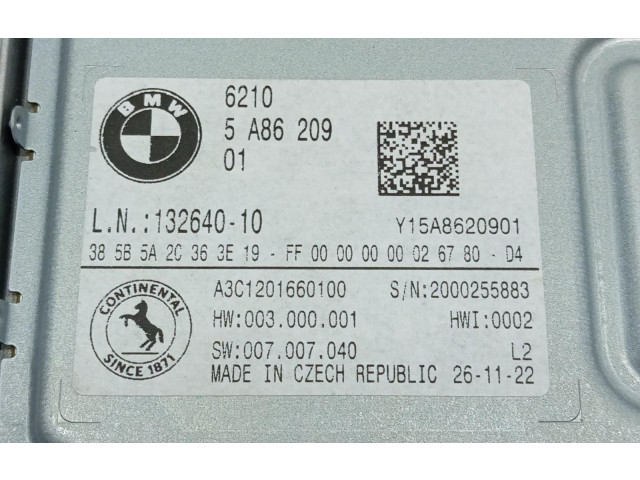 BMW
6210
5 A86 209
01
L.N.:132640-10
Y15A8620901
38 5B 5A 2C 36 3E 19 - FF 00 00 00 00 02 67 80 - D4
CONTINENTAL
SINCE 1871
A3C1201660100
S/N:2000255883
HW:003.000.001
HWI:0002
SW:007.007.040
L2
MADE IN CZECH REPUBLIC 26-11-22